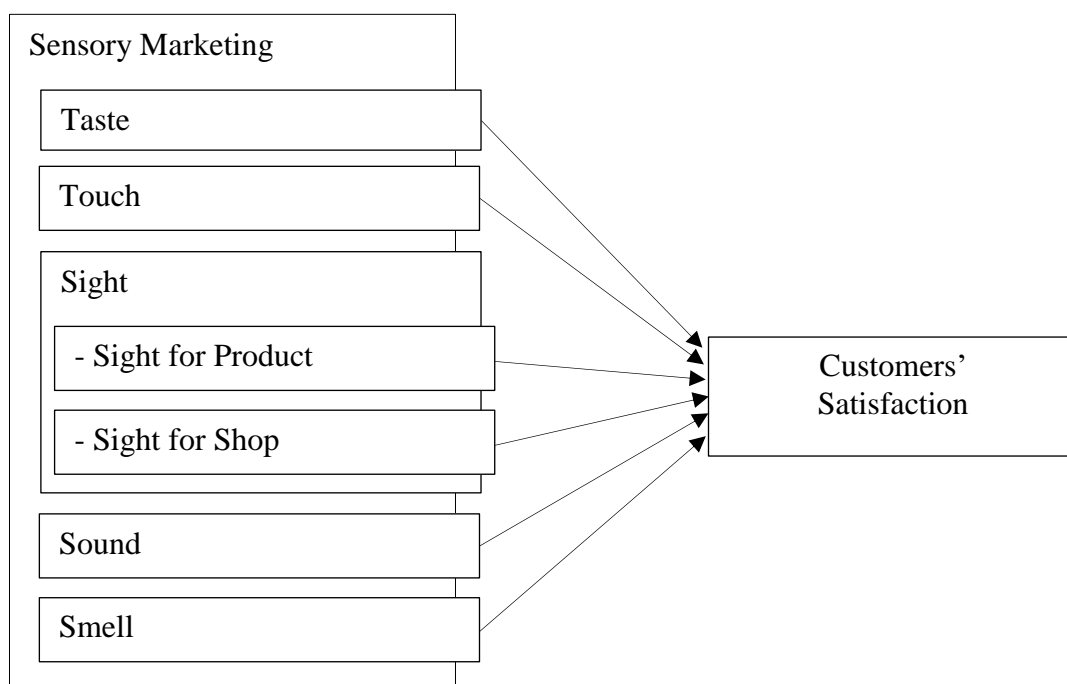 Sensory Marketing
Taste
Touch
Sight
- Sight for Product
- Sight for Shop
Sound
Smell
Customers’
Satisfaction